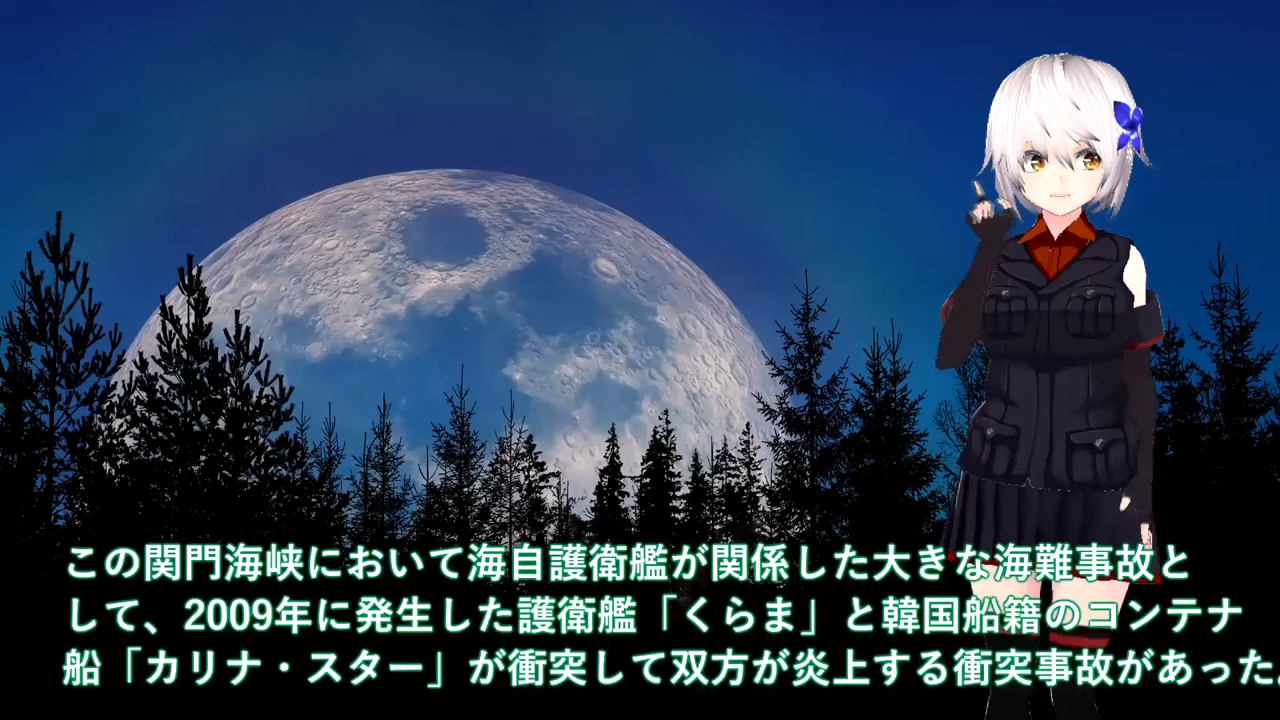 この関門海峡において海自護衛艦が関係した大きな海難事故と
して、2009年に発生した護衛艦「くらま」と韓国船籍のコンテナ
船「カリナ・スター」が衝突して双方が炎上する衝突事故があった。